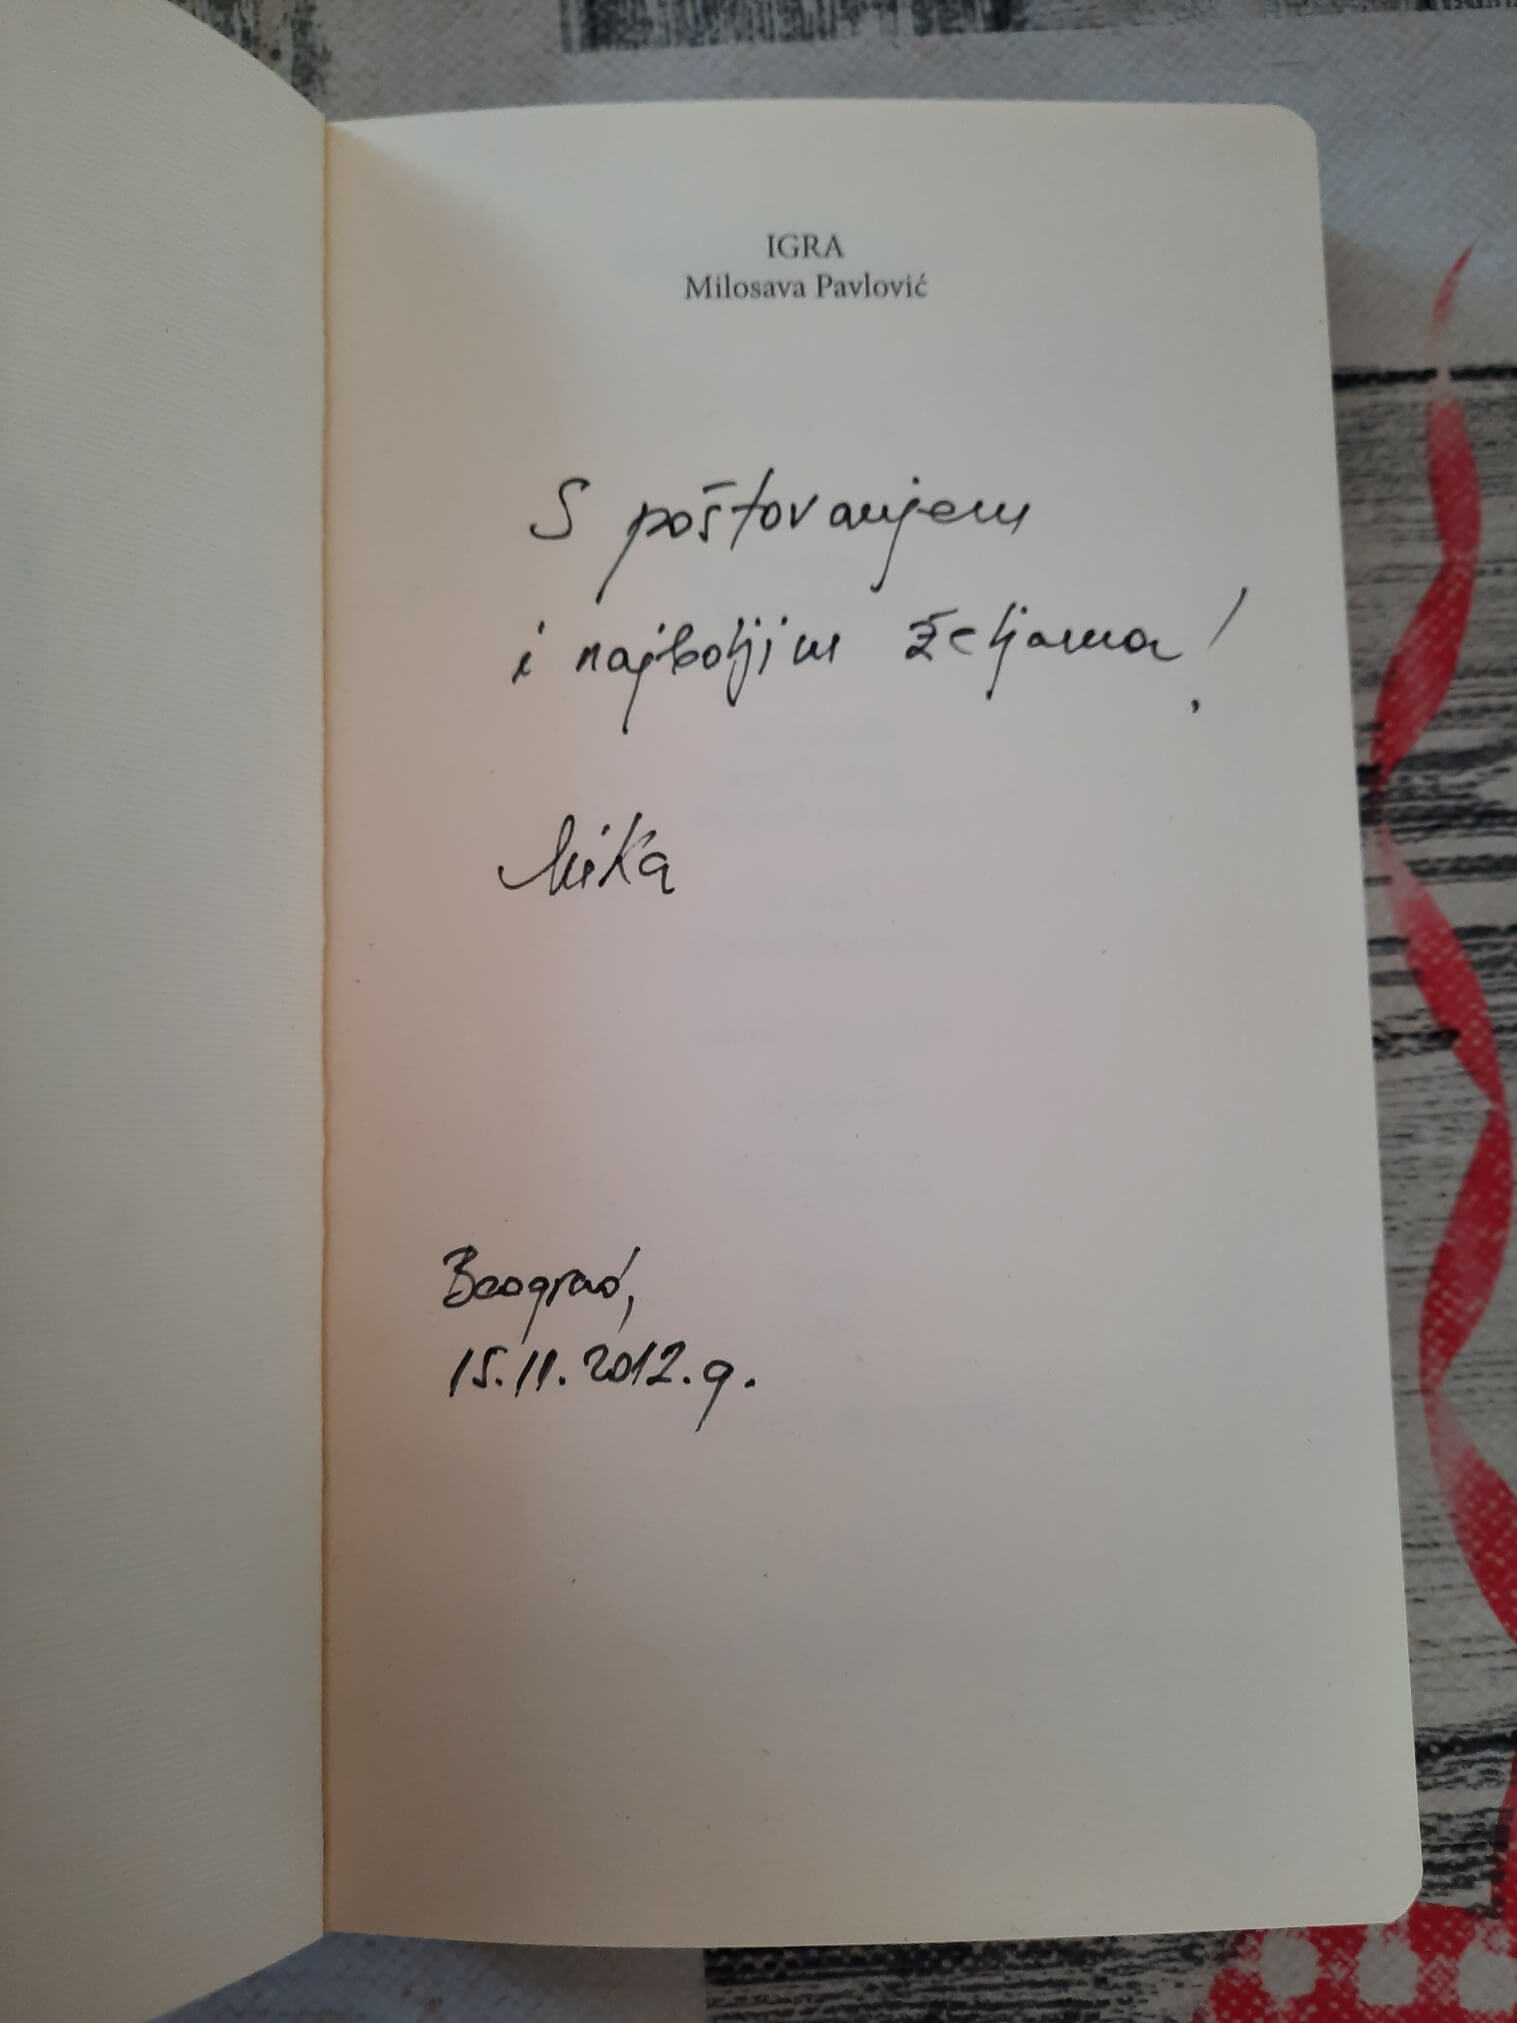 IGRA
Milosava Pavlović
S poštovanjem
i najboljim željama!
Mika
Beograd,
15.11.2012.g.